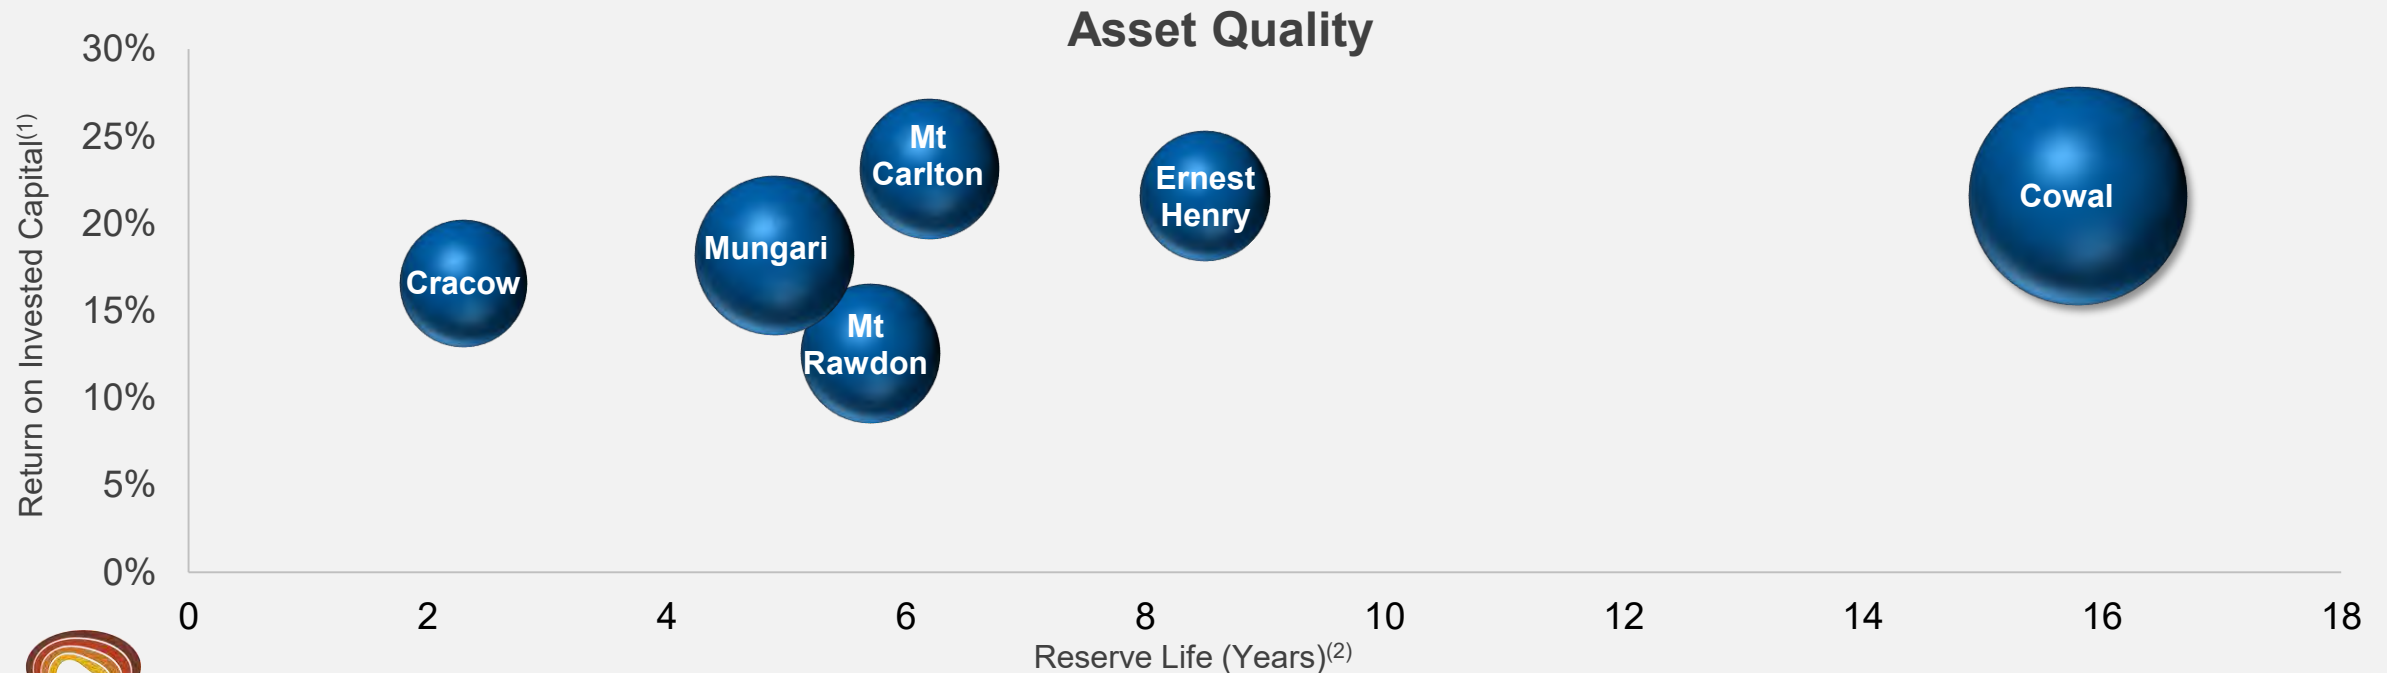 Asset Quality
30%
25%
20%
15%
10%
5%
0%
Return on Invested Capital(1)
Mt
Carlton
Ernest
Henry
Cowal
Mungari
Cracow
Mt
Rawdon
0 2 4 6 8 10 12 14 16 18
Reserve Life (Years)(2)